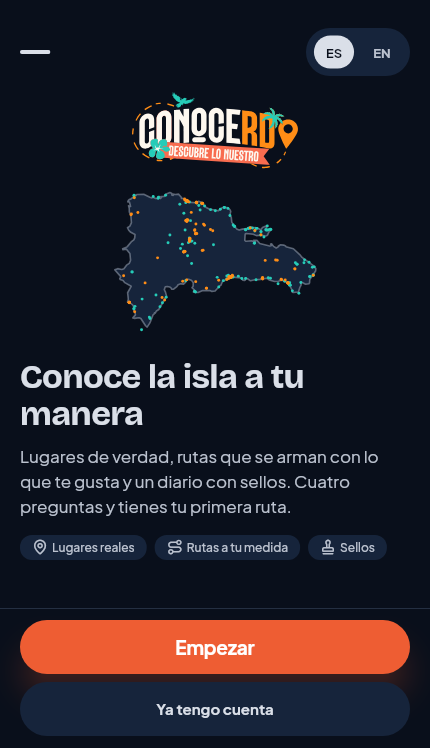 ES
EN
CONOCERD
DESCUBRE LO NUESTRO
Conoce la isla a tu
manera
Lugares de verdad, rutas que se arman con lo
que te gusta y un diario con sellos. Cuatro
preguntas y tienes tu primera ruta.
Lugares reales
Rutas a tu medida
Sellos
Empezar
Ya tengo cuenta